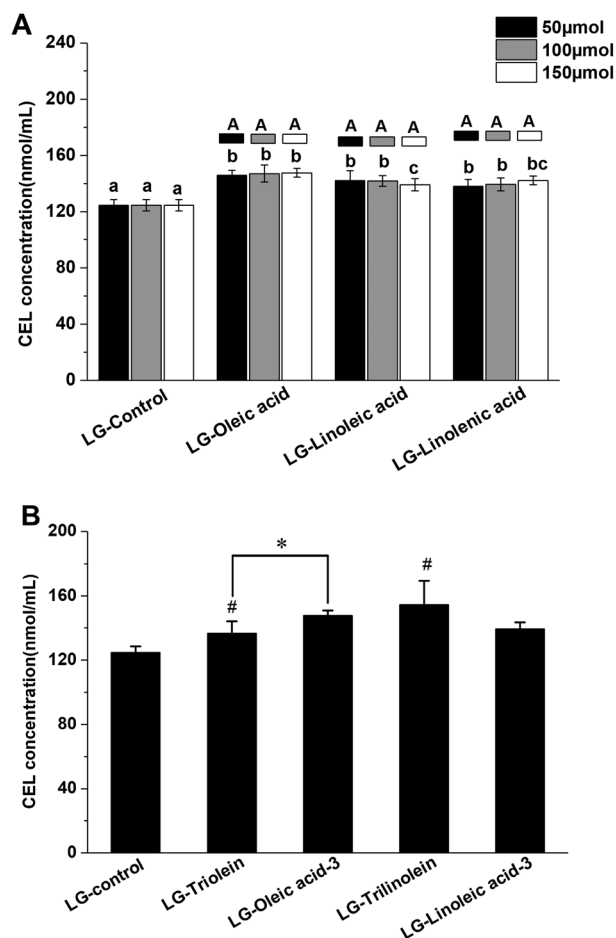 A
50μmol
100μmol
150μmol
240
200
160
120
80
40
0
CEL concentration(nmol/mL)
A A A
A A A
A A A
a a a
b b b
b b c
b b bc
LG-Control
LG-Oleic acid
LG-Linoleic acid
LG-Linolenic acid
B
200
160
120
80
40
0
CEL concentration(nmol/mL)
*
#
#
LG-control
LG-Triolein
LG-Oleic acid-3
LG-Trilinolein
LG-Linoleic acid-3